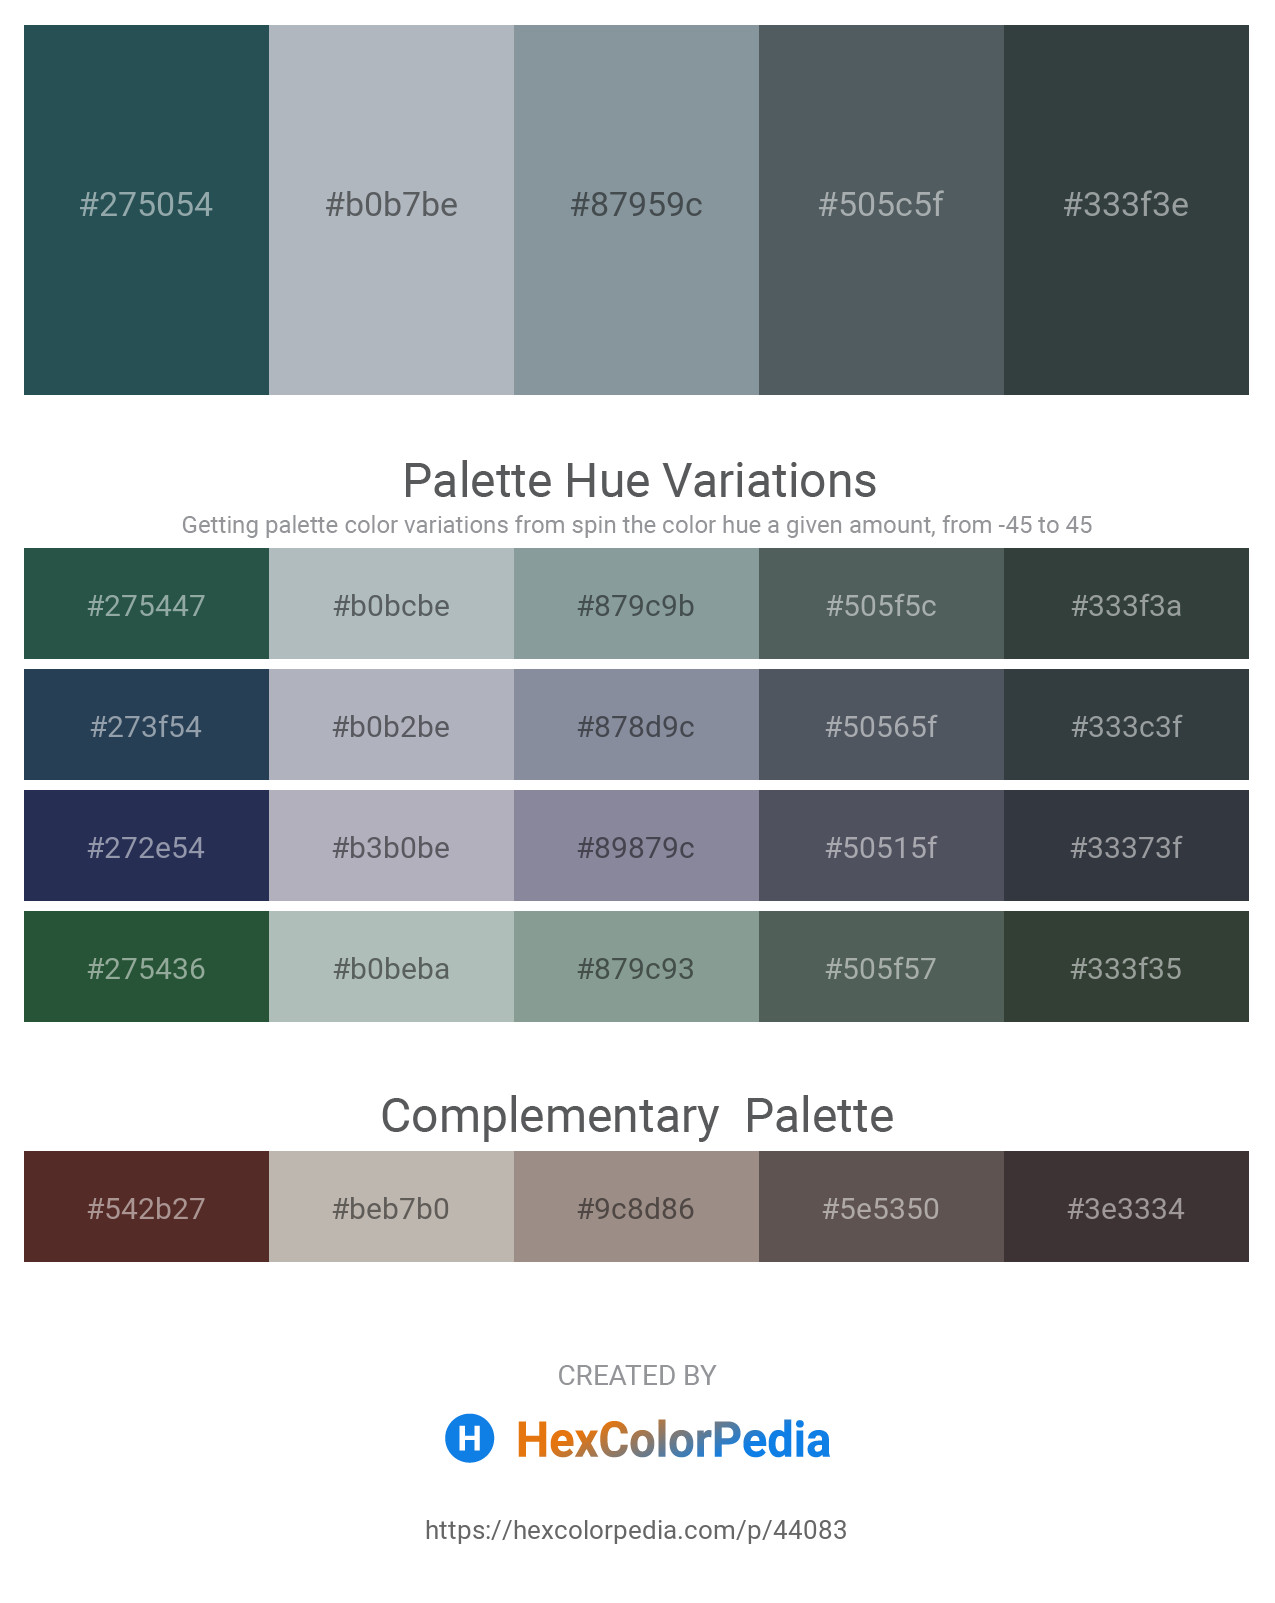 #275054 #b0b7be #87959c #505c5f #333f3e
Palette Hue Variations
Getting palette color variations from spin the color hue a given amount, from -45 to 45
#275447 #b0bcbe #879c9b #505f5c #333f3a
#273f54 #b0b2be #878d9c #50565f #333c3f
#272e54 #b3b0be #89879c #50515f #33373f
#275436 #b0beba #879c93 #505f57 #333f35
Complementary Palette
#542b27 #beb7b0 #9c8d86 #5e5350 #3e3334
CREATED BY
H HexColorPedia
https://hexcolorpedia.com/p/44083